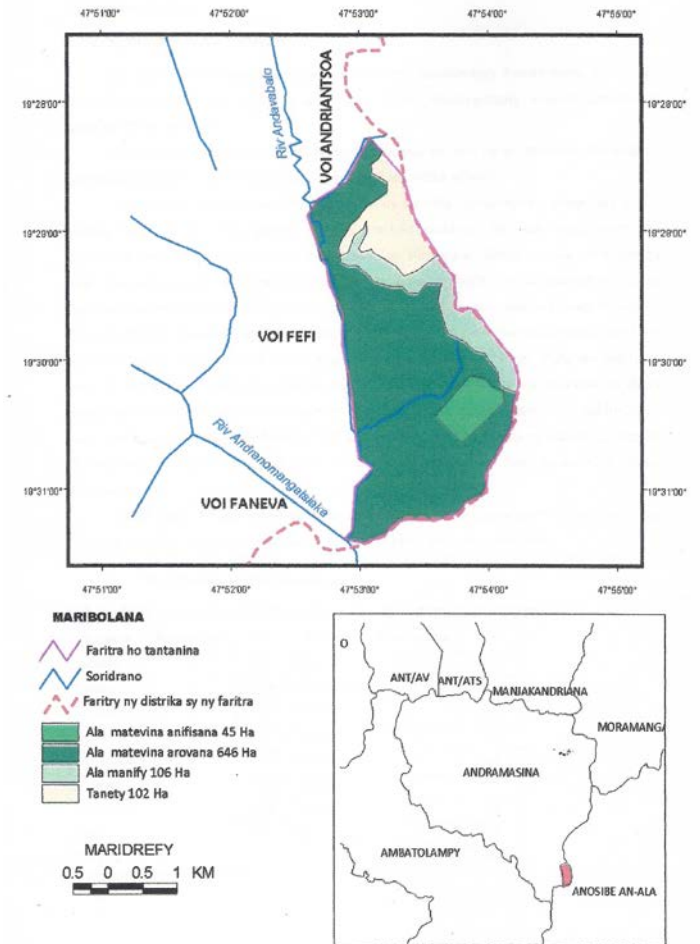 47°51'00" 47°52'00" 47°53'00" 47°54'00" 47°55'00"
19°28'00" 19°28'00"
19°29'00" 19°28'00"
19°30'00" 19°30'00"
19°31'00" 19°31'00"
Riv Andavabato
VOI ANDRIANTSOA
VOI FEFI
Riv Andranomangatsiaka
VOI FANEVA
47°51'00" 47°52'00" 47°53'00" 47°54'00" 47°55'00"
MARIBOLANA
Faritra ho tantanina
Soridrano
Faritry ny distrika sy ny faritra
Ala matevina anifisana 45 Ha
Ala matevina arovana 646 Ha
Ala manify 106 Ha
Tanety 102 Ha
MARIDREFY
0.5 0 0.5 1 KM
O
ANT/AV
ANT/ATS
MANJAKANDRIANA
MORAMANGA
ANDRAMASINA
AMBATOLAMPY
ANOSIBE AN-ALA